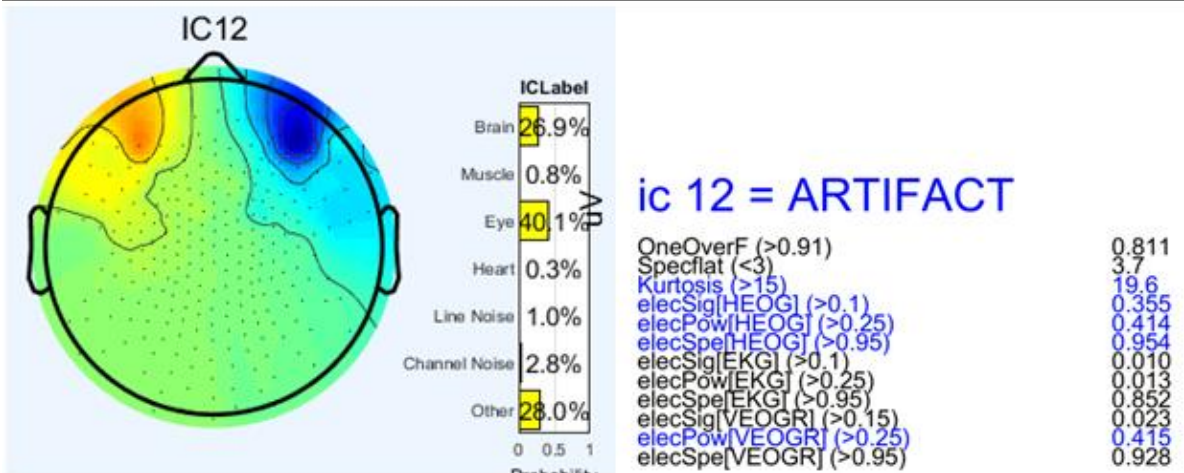 IC12
ICLabel
Brain 26.9%
Muscle 0.8%
Eye 40.1%
Heart 0.3%
Line Noise 1.0%
Channel Noise 2.8%
Other 28.0%
0 0.5 1
ic 12 = ARTIFACT
OneOverF (>0.91) 0.811
Specflat (<3) 3.7
Kurtosis (>15) 19.6
elecSig[HEOG] (>0.1) 0.355
elecPow[HEOG] (>0.25) 0.414
elecSpe[HEOG] (>0.95) 0.954
elecSig[EKG] (>0.1) 0.010
elecPow[EKG] (>0.25) 0.013
elecSpe[EKG] (>0.95) 0.852
elecSig[VEOGR] (>0.15) 0.023
elecPow[VEOGR] (>0.25) 0.415
elecSpe[VEOGR] (>0.95) 0.928